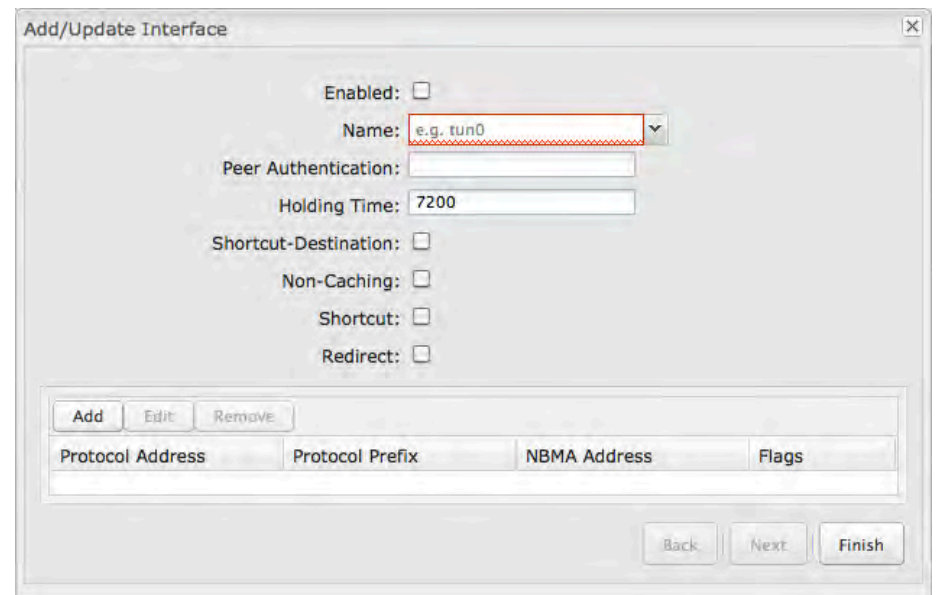 Add/Update Interface
Enabled:
Name: e.g. tun0
Peer Authentication:
Holding Time: 7200
Shortcut-Destination:
Non-Caching:
Shortcut:
Redirect:
Add Edit Remove
Protocol Address Protocol Prefix NBMA Address Flags
Back Next Finish